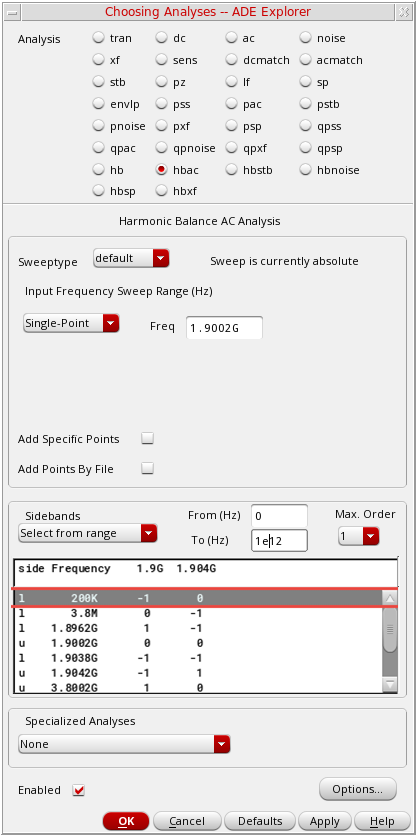 Choosing Analyses -- ADE Explorer
Analysis tran dc ac noise
xf sens dcmatch acmatch
stb pz lf sp
envlp pss pac pstb
pnoise pxf psp qpss
qpac qpnoise qpxf qpsp
hb hbac hbstb hbnoise
hbsp hbxf
Harmonic Balance AC Analysis
Sweeptype default Sweep is currently absolute
Input Frequency Sweep Range (Hz)
Single-Point Freq 1.9002G
Add Specific Points
Add Points By File
Sidebands From (Hz) 0 Max. Order
Select from range To (Hz) 1e12 1
side Frequency 1.9G 1.904G
l 200K -1 0
l 3.8M 0 -1
l 1.8962G 1 -1
u 1.9002G 0 0
l 1.9038G -1 -1
u 1.9042G -1 1
u 3.8002G 1 0
Specialized Analyses
None
Enabled Options...
OK Cancel Defaults Apply Help